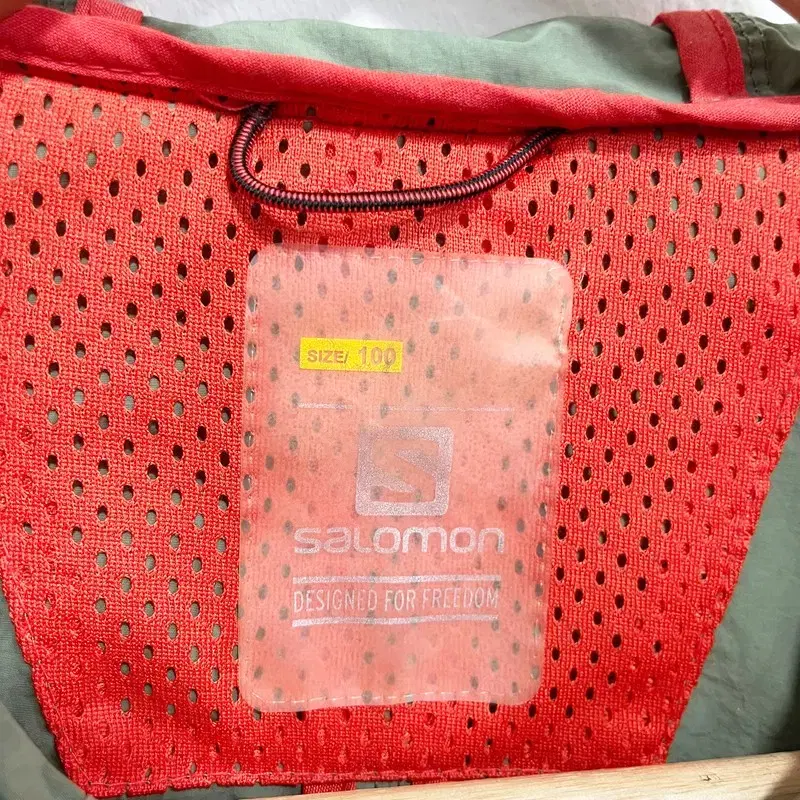 SIZE/ 100
S
salomon
DESIGNED FOR FREEDOM